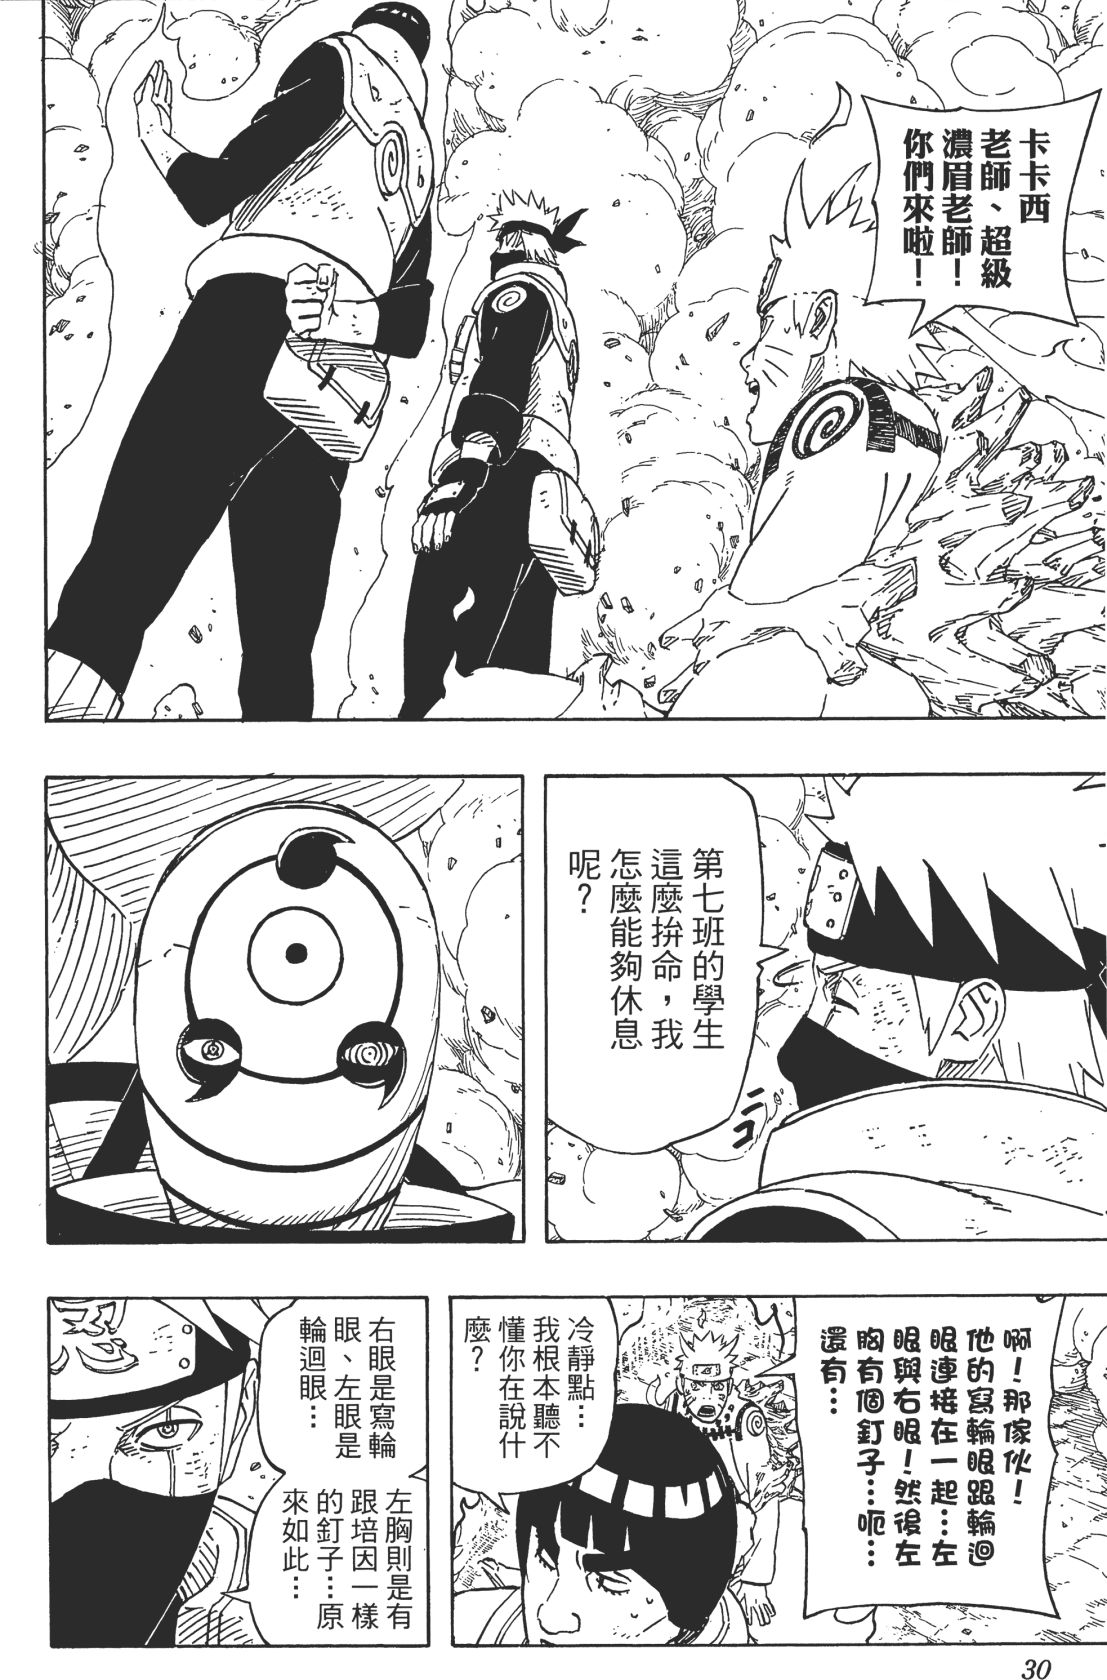 卡卡西
老師、超級
濃眉老師！
你們來啦！
第七班的學生
這麼拚命，我
怎麼能夠休息
呢？
ニコ
啊！那傢伙！
他的寫輪眼跟輪迴
眼連接在一起…左
眼與右眼！然後左
胸有個釘子…呃…
還有…
冷靜點…
我根本聽不
懂你在說什
麼？
右眼是寫輪
眼、左眼是
輪迴眼…
左胸則是有
跟培因一樣
的釘子…原
來如此…
忍
30